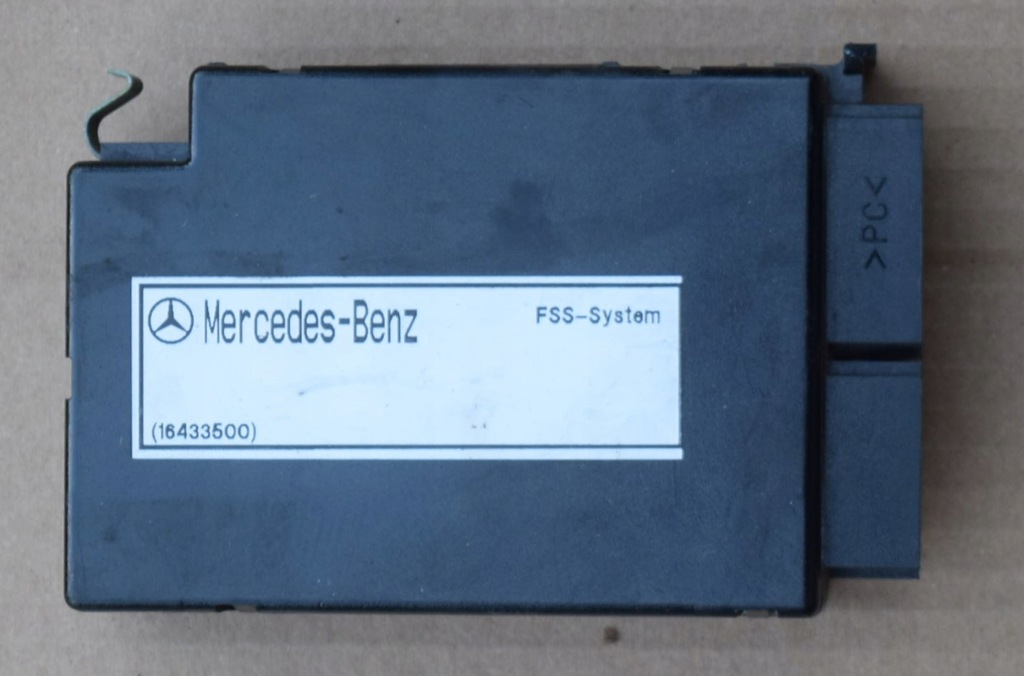 Mercedes-Benz
FSS-System
(16433500)
>PC<